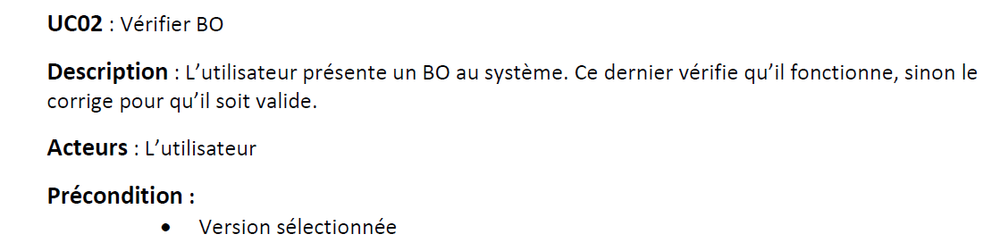 UC02 : Vérifier BO
Description : L’utilisateur présente un BO au système. Ce dernier vérifie qu’il fonctionne, sinon le
corrige pour qu’il soit valide.
Acteurs : L’utilisateur
Précondition :
• Version sélectionnée